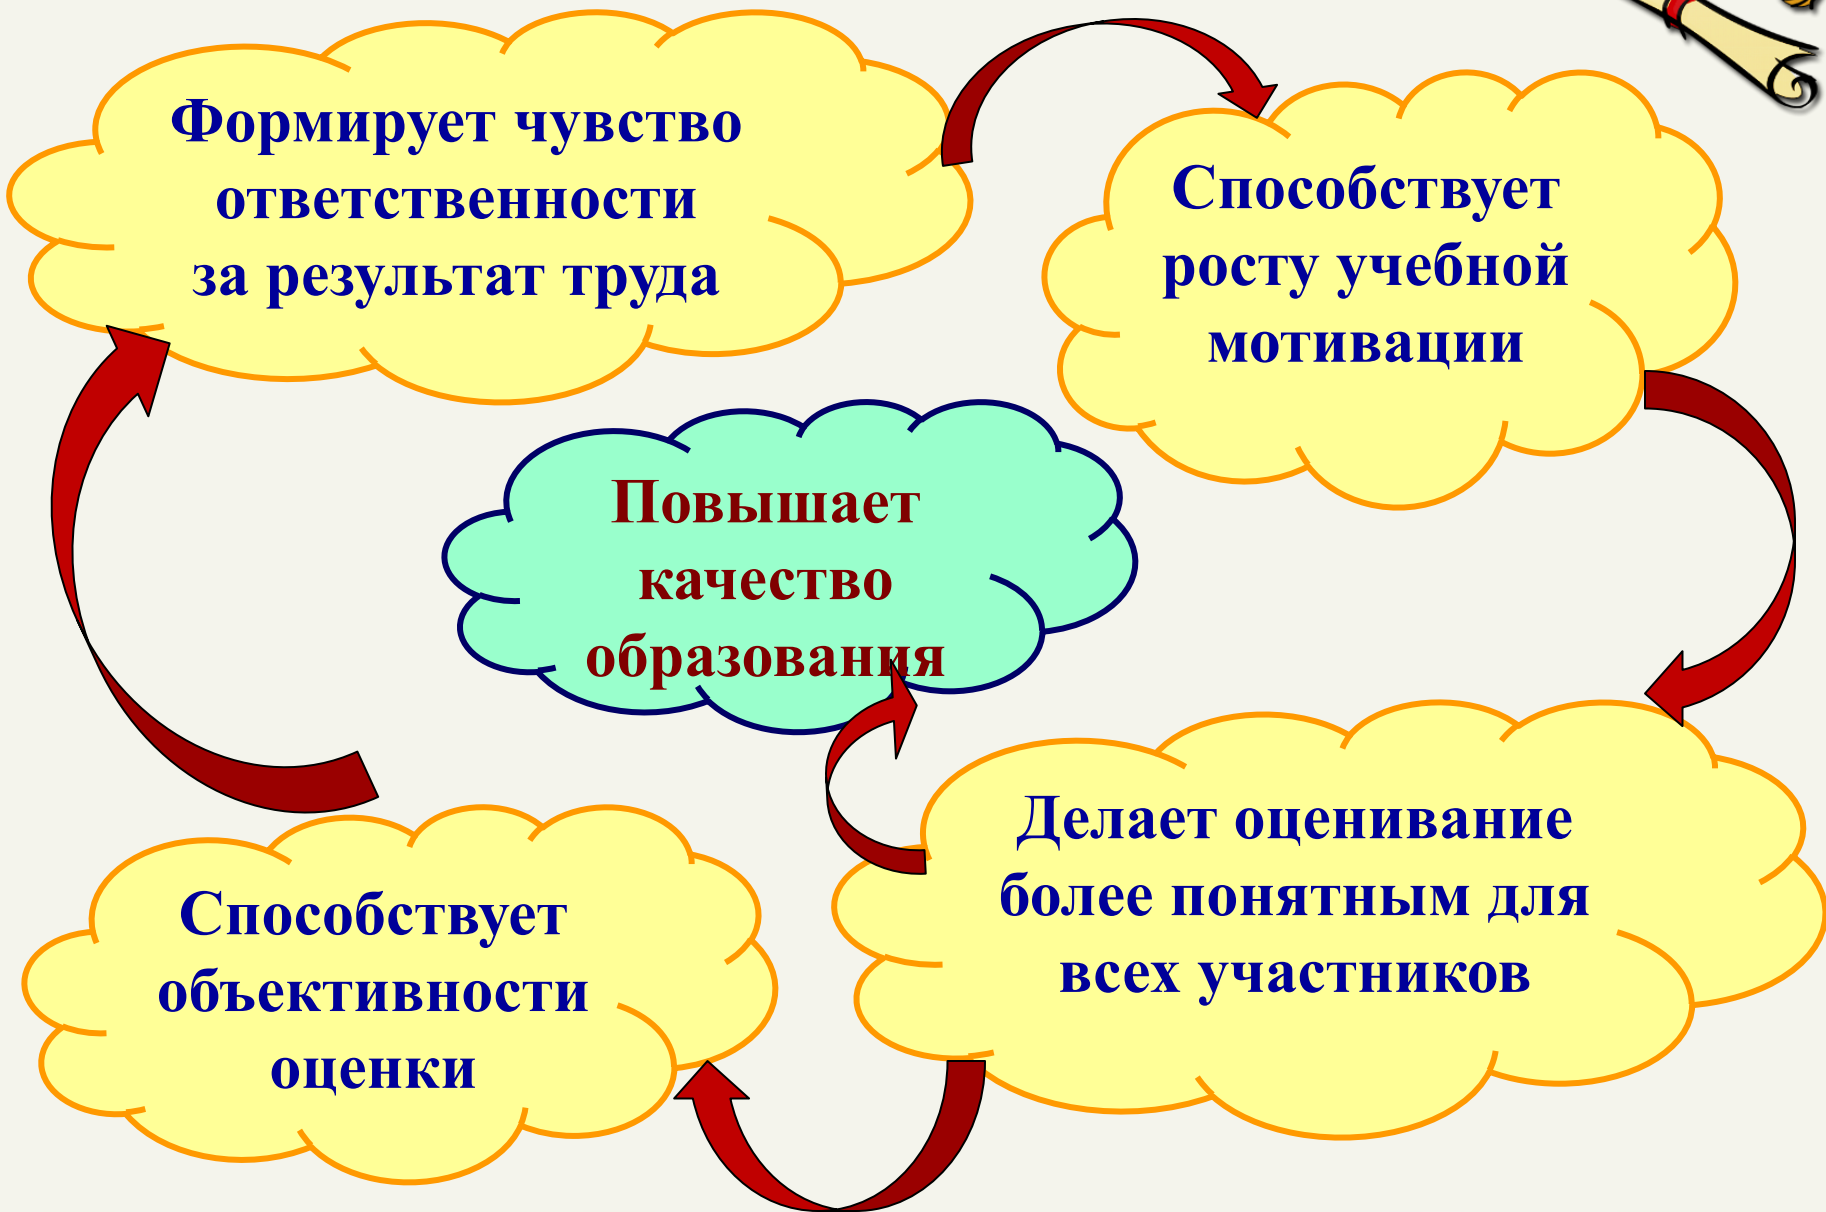 Формирует чувство
ответственности
за результат труда
Способствует
росту учебной
мотивации
Повышает
качество
образования
Делает оценивание
более понятным для
всех участников
Способствует
объективности
оценки